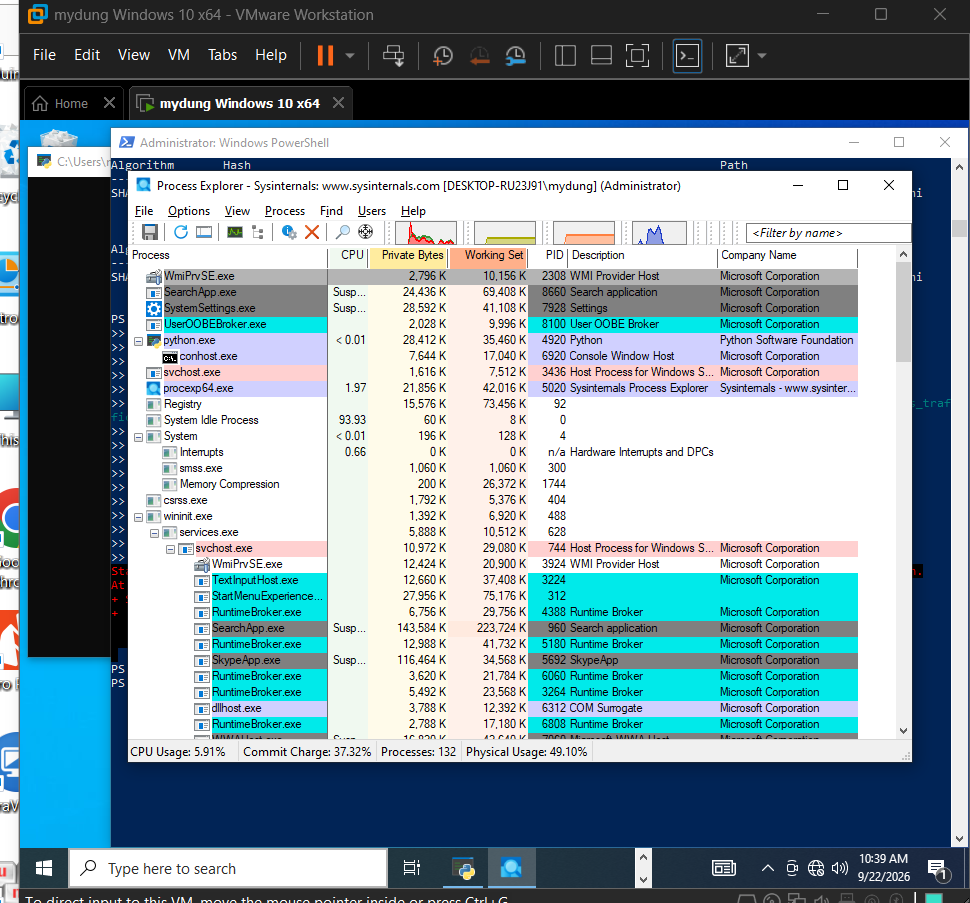 mydung Windows 10 x64 - VMware Workstation
File Edit View VM Tabs Help
Home mydung Windows 10 x64
Administrator: Windows PowerShell
C:\Users\
Algorithm Hash Path
Process Explorer - Sysinternals: www.sysinternals.com [DESKTOP-RU23J91\mydung] (Administrator)
File Options View Process Find Users Help
<Filter by name>
Process CPU Private Bytes Working Set PID Description Company Name
WmiPrvSE.exe 2,796 K 10,156 K 2308 WMI Provider Host Microsoft Corporation
SearchApp.exe Susp... 24,436 K 69,408 K 8660 Search application Microsoft Corporation
SystemSettings.exe Susp... 28,592 K 41,108 K 7928 Settings Microsoft Corporation
UserOOBEBroker.exe 2,028 K 9,996 K 8100 User OOBE Broker Microsoft Corporation
python.exe < 0.01 28,412 K 35,460 K 4920 Python Python Software Foundation
conhost.exe 7,644 K 17,040 K 6920 Console Window Host Microsoft Corporation
svchost.exe 1,616 K 7,512 K 3436 Host Process for Windows S... Microsoft Corporation
procexp64.exe 1.97 21,856 K 42,016 K 5020 Sysinternals Process Explorer Sysinternals - www.sysinter...
Registry 15,576 K 73,456 K 92
System Idle Process 93.93 60 K 8 K 0
System < 0.01 196 K 128 K 4
Interrupts 0.66 0 K 0 K n/a Hardware Interrupts and DPCs
smss.exe 1,060 K 1,060 K 300
Memory Compression 200 K 26,372 K 1744
csrss.exe 1,792 K 5,376 K 404
wininit.exe 1,392 K 6,920 K 488
services.exe 5,888 K 10,512 K 628
svchost.exe 10,972 K 29,080 K 744 Host Process for Windows S... Microsoft Corporation
WmiPrvSE.exe 12,424 K 20,900 K 3924 WMI Provider Host Microsoft Corporation
TextInputHost.exe 12,660 K 37,408 K 3224 Microsoft Corporation
StartMenuExperience... 27,956 K 75,176 K 312
RuntimeBroker.exe 6,756 K 29,756 K 4388 Runtime Broker Microsoft Corporation
SearchApp.exe Susp... 143,584 K 223,724 K 960 Search application Microsoft Corporation
RuntimeBroker.exe 12,988 K 41,732 K 5180 Runtime Broker Microsoft Corporation
SkypeApp.exe Susp... 116,464 K 34,568 K 5692 SkypeApp Microsoft Corporation
RuntimeBroker.exe 3,620 K 21,784 K 6060 Runtime Broker Microsoft Corporation
RuntimeBroker.exe 5,492 K 23,568 K 3264 Runtime Broker Microsoft Corporation
dllhost.exe 3,788 K 12,392 K 6312 COM Surrogate Microsoft Corporation
RuntimeBroker.exe 2,788 K 17,180 K 6808 Runtime Broker Microsoft Corporation
CPU Usage: 5.91% Commit Charge: 37.32% Processes: 132 Physical Usage: 49.10%
PS
PS
Type here to search
10:39 AM
9/22/2026
1
To direct input to this VM, move the mouse pointer inside or press Ctrl+G.